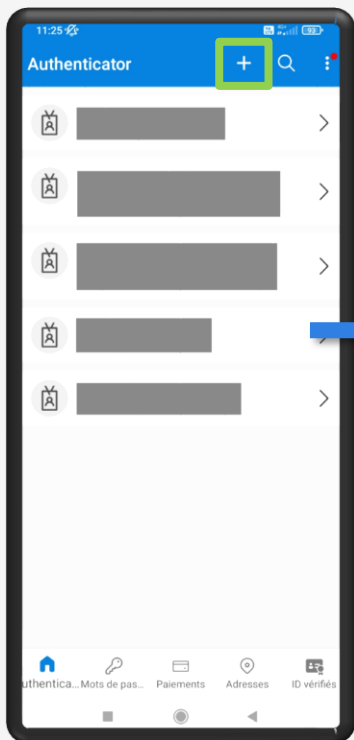 11:25
Authenticator
uthentica...
Mots de pas...
Paiements
Adresses
ID vérifiés